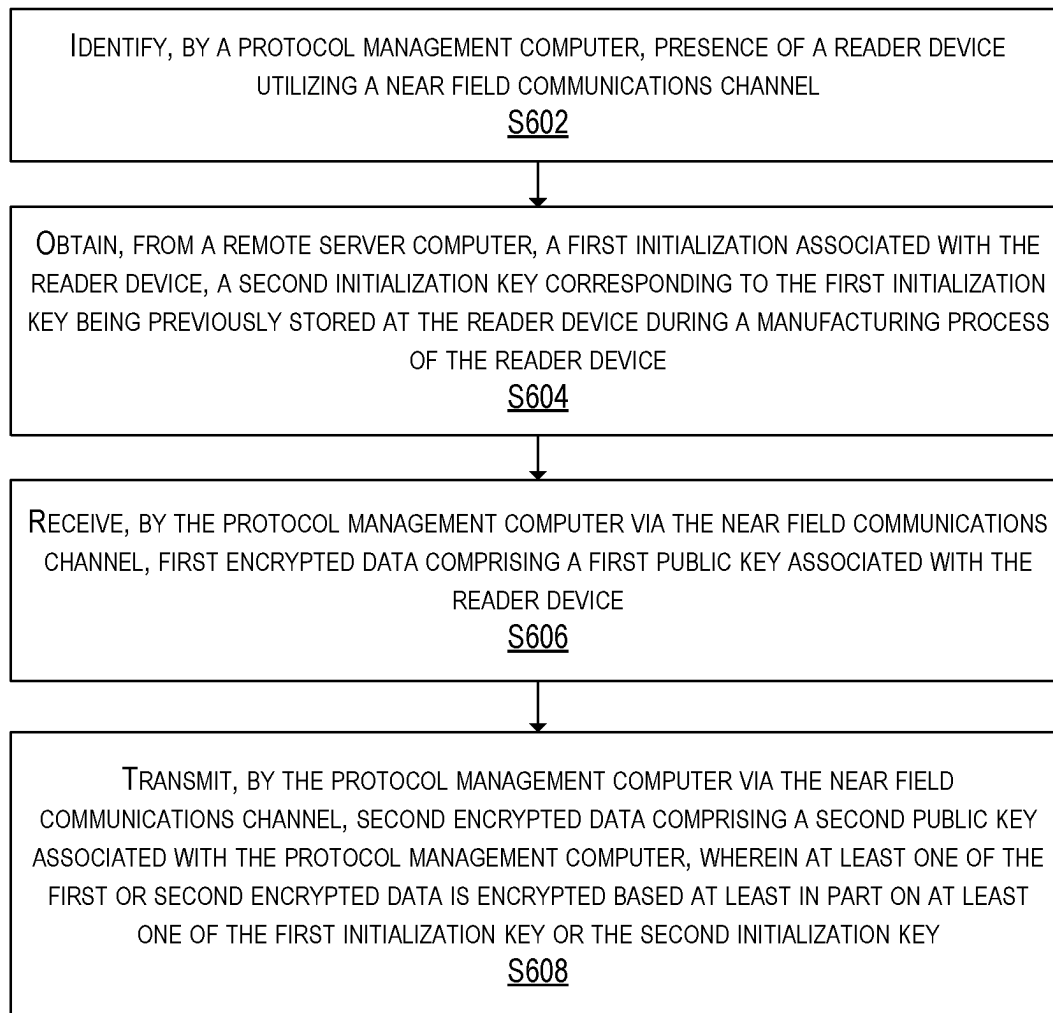 IDENTIFY, BY A PROTOCOL MANAGEMENT COMPUTER, PRESENCE OF A READER DEVICE
UTILIZING A NEAR FIELD COMMUNICATIONS CHANNEL
S602
OBTAIN, FROM A REMOTE SERVER COMPUTER, A FIRST INITIALIZATION ASSOCIATED WITH THE
READER DEVICE, A SECOND INITIALIZATION KEY CORRESPONDING TO THE FIRST INITIALIZATION
KEY BEING PREVIOUSLY STORED AT THE READER DEVICE DURING A MANUFACTURING PROCESS
OF THE READER DEVICE
S604
RECEIVE, BY THE PROTOCOL MANAGEMENT COMPUTER VIA THE NEAR FIELD COMMUNICATIONS
CHANNEL, FIRST ENCRYPTED DATA COMPRISING A FIRST PUBLIC KEY ASSOCIATED WITH THE
READER DEVICE
S606
TRANSMIT, BY THE PROTOCOL MANAGEMENT COMPUTER VIA THE NEAR FIELD
COMMUNICATIONS CHANNEL, SECOND ENCRYPTED DATA COMPRISING A SECOND PUBLIC KEY
ASSOCIATED WITH THE PROTOCOL MANAGEMENT COMPUTER, WHEREIN AT LEAST ONE OF THE
FIRST OR SECOND ENCRYPTED DATA IS ENCRYPTED BASED AT LEAST IN PART ON AT LEAST
ONE OF THE FIRST INITIALIZATION KEY OR THE SECOND INITIALIZATION KEY
S608